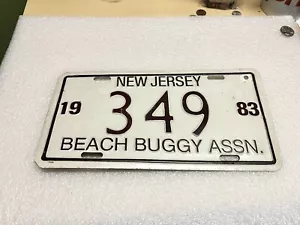 NEW JERSEY
19 349 83
BEACH BUGGY ASSN.